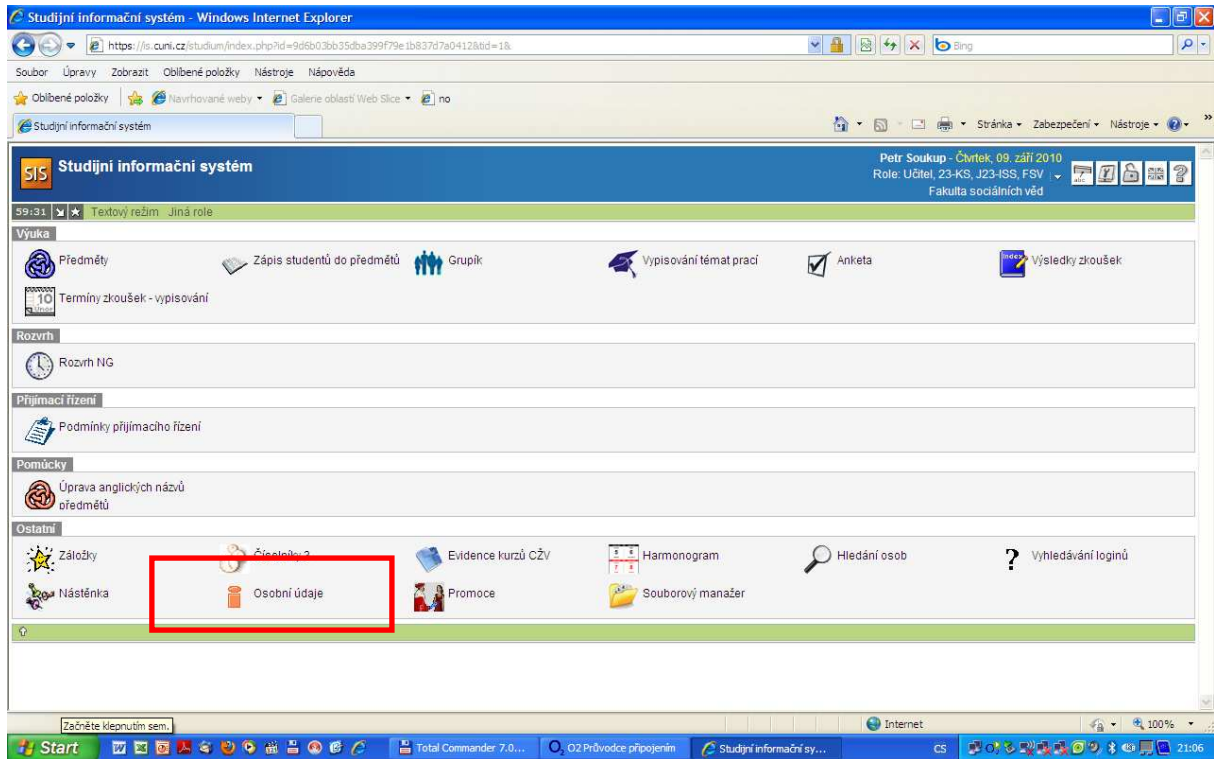 Studijní informační systém - Windows Internet Explorer
https://is.cuni.cz/studium/index.php?id=9d6b03bb35dba399f79e1b837d7a0412&tid=1&
Bing
Soubor Úpravy Zobrazit Oblíbené položky Nástroje Nápověda
Oblíbené položky Navrhované weby Galerie oblastí Web Slice no
Studijní informační systém
Stránka Zabezpečení Nástroje
SIS Studijní informační systém
Petr Soukup - Čtvrtek, 09. září 2010
Role: Učitel, 23-KS, J23-ISS, FSV
Fakulta sociálních věd
59:31 Textový režim Jiná role
Výuka
Předměty Zápis studentů do předmětů Grupík Vypisování témat prací Anketa Výsledky zkoušek
Termíny zkoušek - vypisování
Rozvrh
Rozvrh NG
Přijímací řízení
Podmínky přijímacího řízení
Pomůcky
Úprava anglických názvů
předmětů
Ostatní
Záložky Číselníky 2 Evidence kurzů CŽV Harmonogram Hledání osob Vyhledávání loginů
Nástěnka Osobní údaje Promoce Souborový manažer
Začněte klepnutím sem.
Internet 100%
Start Total Commander 7.0... O2 Průvodce připojením Studijní informační sy... CS 21:06